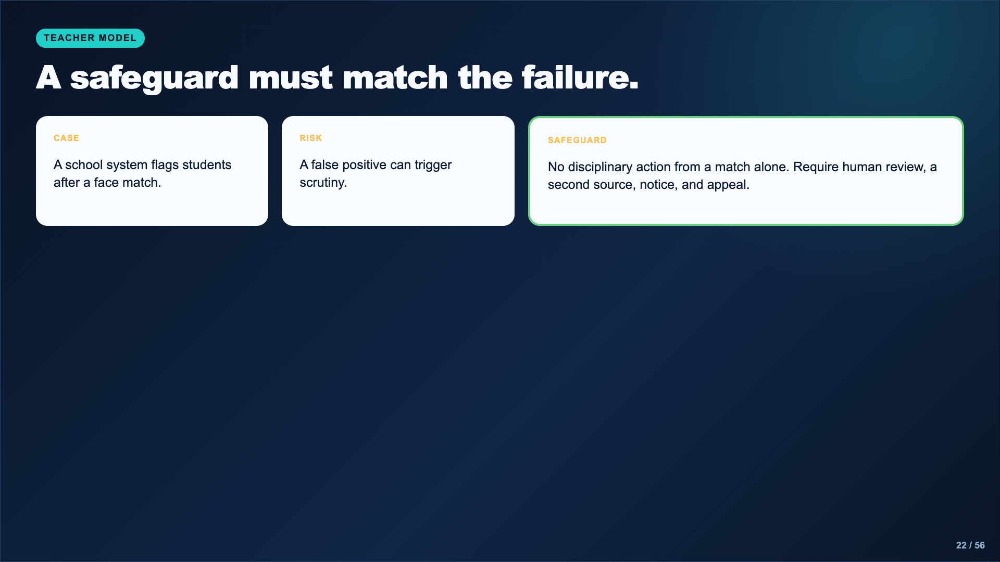 TEACHER MODEL
A safeguard must match the failure.
CASE
A school system flags students
after a face match.
RISK
A false positive can trigger
scrutiny.
SAFEGUARD
No disciplinary action from a match alone. Require human review, a
second source, notice, and appeal.
22 / 56